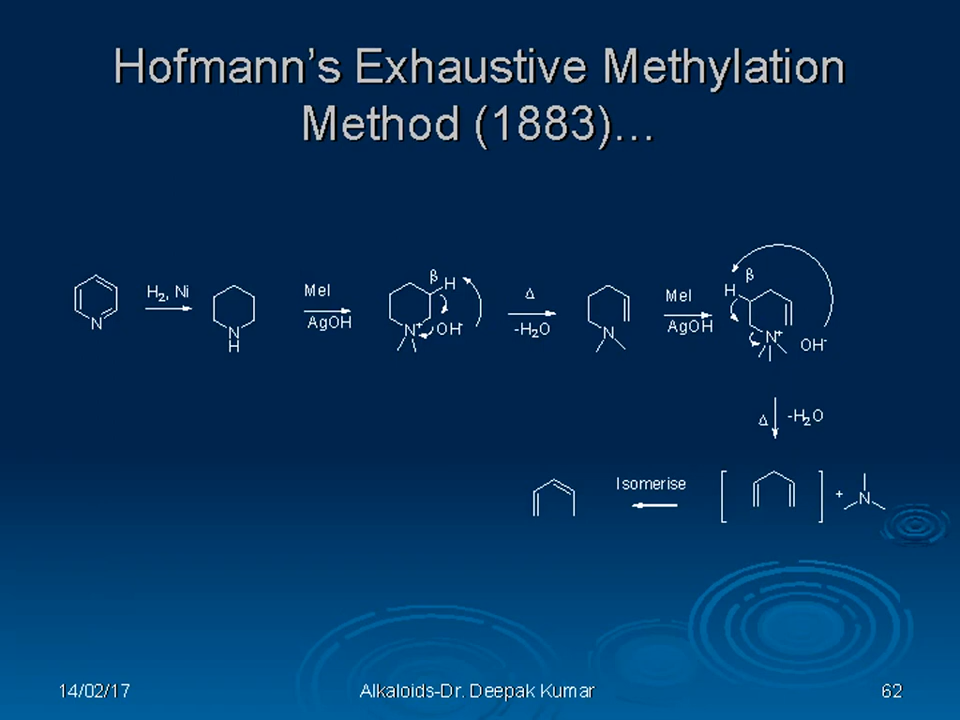 Hofmann's Exhaustive Methylation
Method (1883)...
H₂, Ni
N
N
H
MeI
AgOH
β
H
N⁺
OH⁻
Δ
-H₂O
N
MeI
AgOH
β
H
N⁺
OH⁻
Δ
-H₂O
Isomerise
+
N
14/02/17
Alkaloids-Dr. Deepak Kumar
62